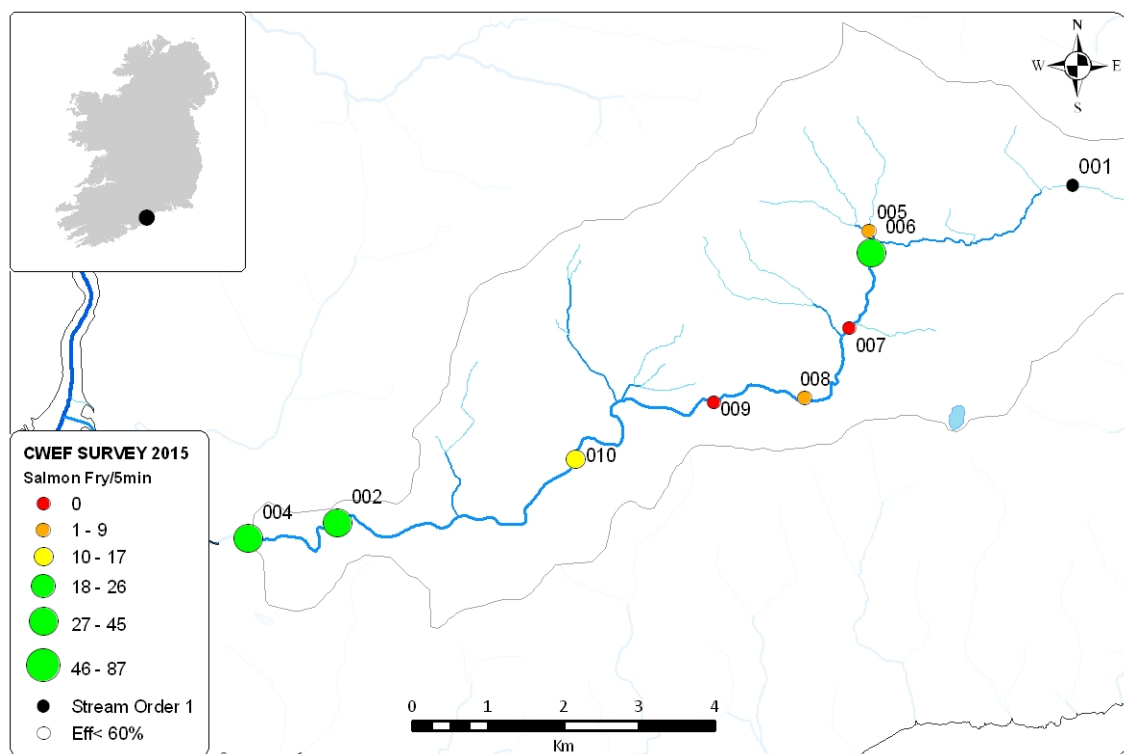 N
W E
S
001
005
006
007
008
009
010
002
004
CWEF SURVEY 2015
Salmon Fry/5min
0
1 - 9
10 - 17
18 - 26
27 - 45
46 - 87
Stream Order 1
Eff< 60%
0 1 2 3 4
Km